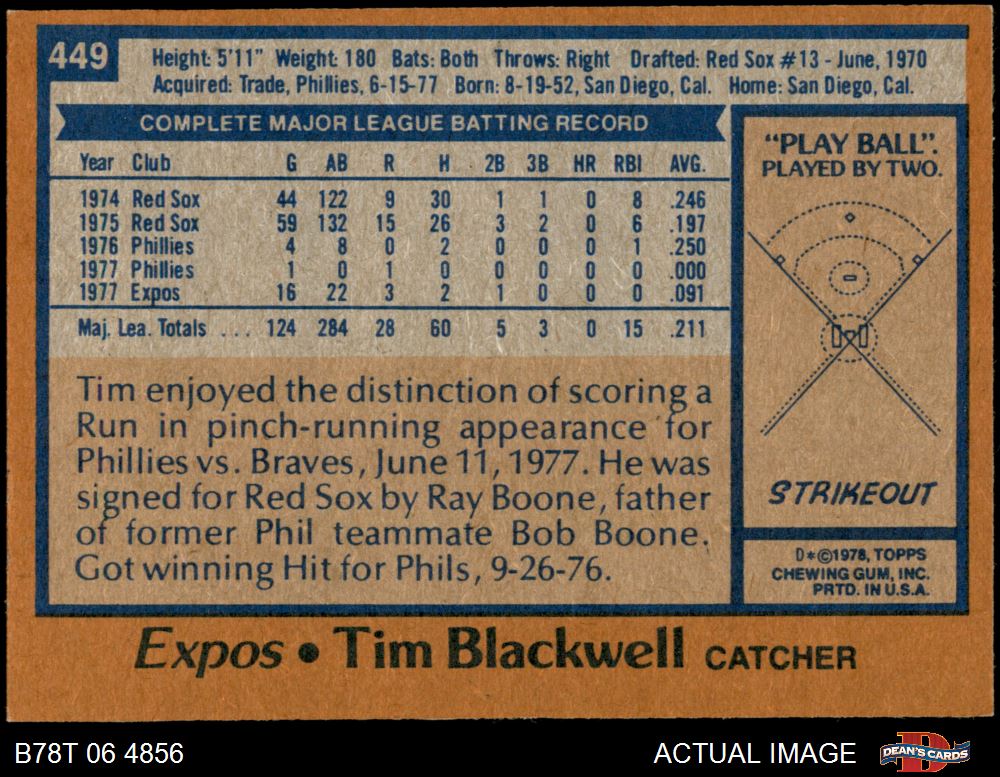 449
Height: 5'11" Weight: 180 Bats: Both Throws: Right Drafted: Red Sox #13 - June, 1970
Acquired: Trade, Phillies, 6-15-77 Born: 8-19-52, San Diego, Cal. Home: San Diego, Cal.
COMPLETE MAJOR LEAGUE BATTING RECORD
Year Club G AB R H 2B 3B HR RBI AVG.
1974 Red Sox 44 122 9 30 1 1 0 8 .246
1975 Red Sox 59 132 15 26 3 2 0 6 .197
1976 Phillies 4 8 0 2 0 0 0 1 .250
1977 Phillies 1 0 1 0 0 0 0 0 .000
1977 Expos 16 22 3 2 1 0 0 0 .091
Maj. Lea. Totals ... 124 284 28 60 5 3 0 15 .211
Tim enjoyed the distinction of scoring a
Run in pinch-running appearance for
Phillies vs. Braves, June 11, 1977. He was
signed for Red Sox by Ray Boone, father
of former Phil teammate Bob Boone.
Got winning Hit for Phils, 9-26-76.
"PLAY BALL".
PLAYED BY TWO.
STRIKEOUT
D*©1978, TOPPS
CHEWING GUM, INC.
PRTD. IN U.S.A.
Expos • Tim Blackwell CATCHER
B78T 06 4856
ACTUAL IMAGE
DEAN'S CARDS